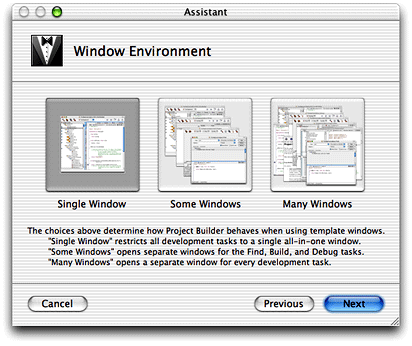 Assistant
Window Environment
Single Window Some Windows Many Windows
The choices above determine how Project Builder behaves when using template windows.
"Single Window" restricts all development tasks to a single all-in-one window.
"Some Windows" opens separate windows for the Find, Build, and Debug tasks.
"Many Windows" opens a separate window for every development task.
Cancel Previous Next